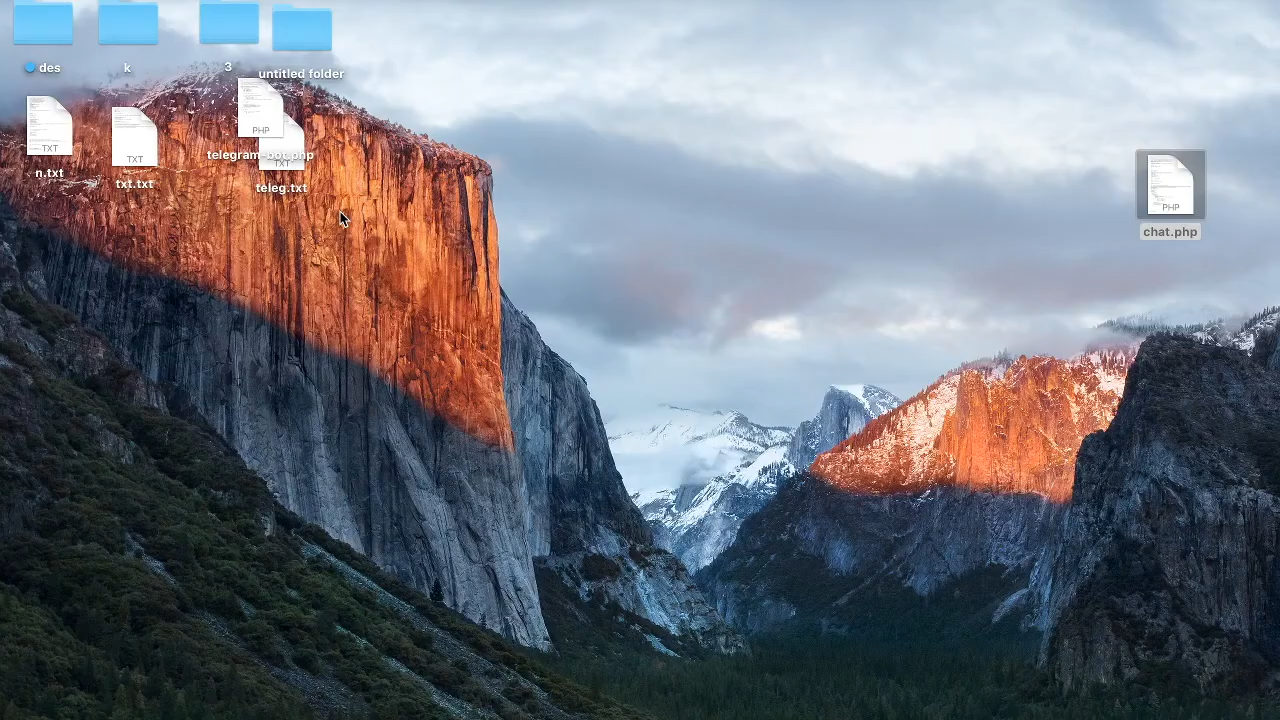 des
k
3
untitled folder
TXT
n.txt
TXT
txt.txt
PHP
telegram-bot.php
TXT
teleg.txt
PHP
chat.php